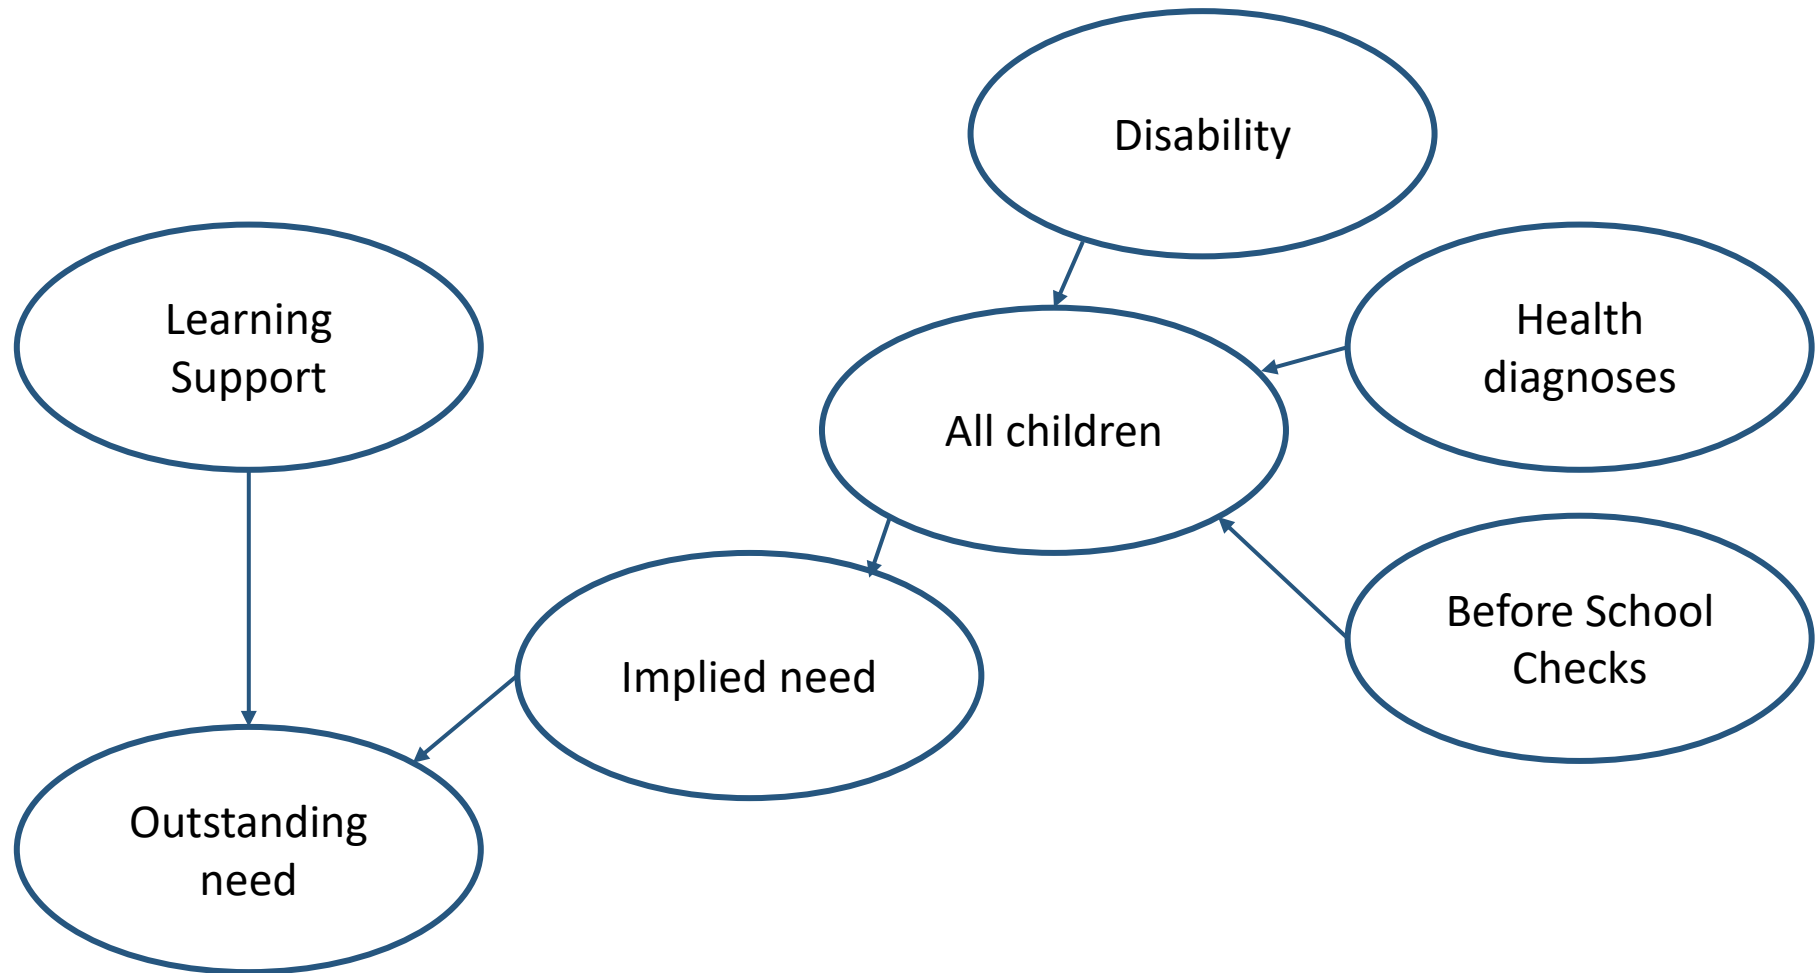 Disability
Learning
Support
Health
diagnoses
All children
Before School
Checks
Implied need
Outstanding
need